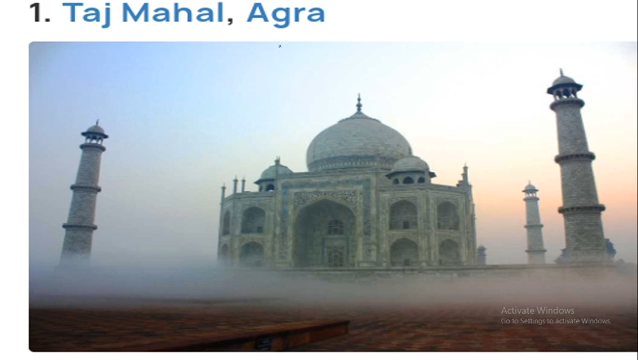 1. Taj Mahal, Agra
Activate Windows
Go to Settings to activate Windows.